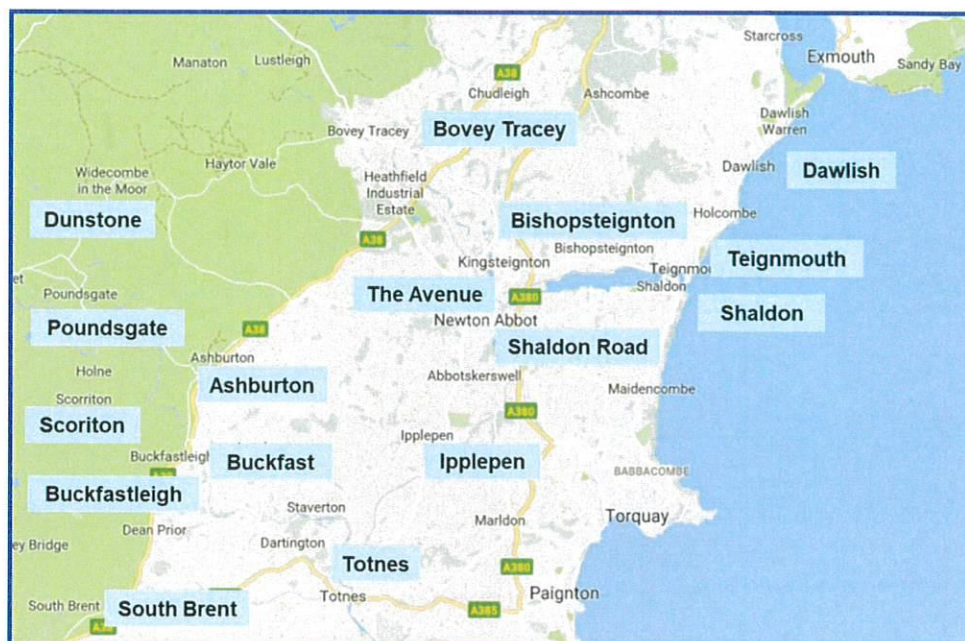 Starcross
Exmouth
Sandy Bay
Lustleigh
Manaton
A38
Chudleigh
Ashcombe
Dawlish
Warren
Bovey Tracey
Bovey Tracey
Haytor Vale
Dawlish
Dawlish
Widecombe
in the Moor
Heathfield
Industrial
Estate
Dunstone
Bishopsteignton
Holcombe
A38
Bishopsteignton
Kingsteignton
Teignmouth
Teignmo
Shaldon
Poundsgate
The Avenue
A380
Shaldon
Newton Abbot
Poundsgate
A38
Shaldon Road
Ashburton
Holne
Ashburton
Abbotskerswell
Maidencombe
Scorriton
Scoriton
A380
Ipplepen
Buckfastleigh
Buckfast
Ipplepen
BABBACOMBE
Buckfastleigh
Staverton
Marldon
Torquay
Dean Prior
ey Bridge
Dartington
Totnes
A380
Paignton
South Brent
South Brent
Totnes
A385